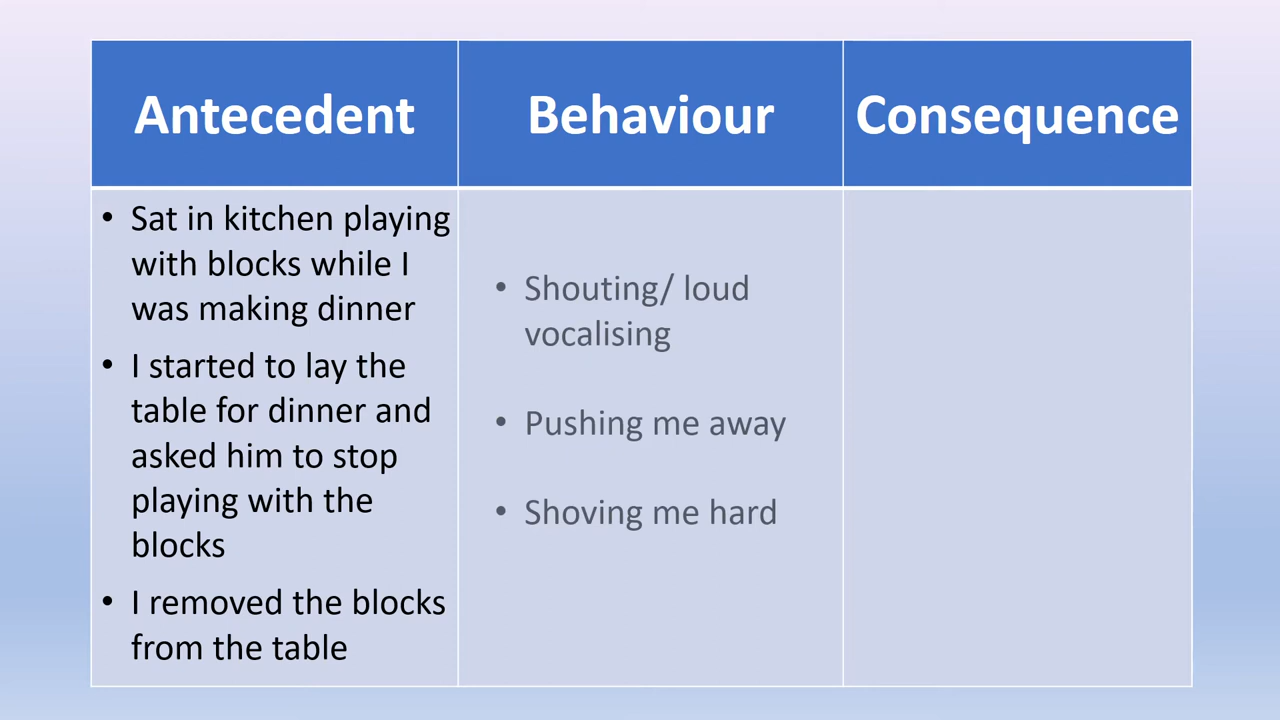 Antecedent
Behaviour
Consequence
• Sat in kitchen playing
with blocks while I
was making dinner
• I started to lay the
table for dinner and
asked him to stop
playing with the
blocks
• I removed the blocks
from the table
• Shouting/ loud
vocalising
• Pushing me away
• Shoving me hard